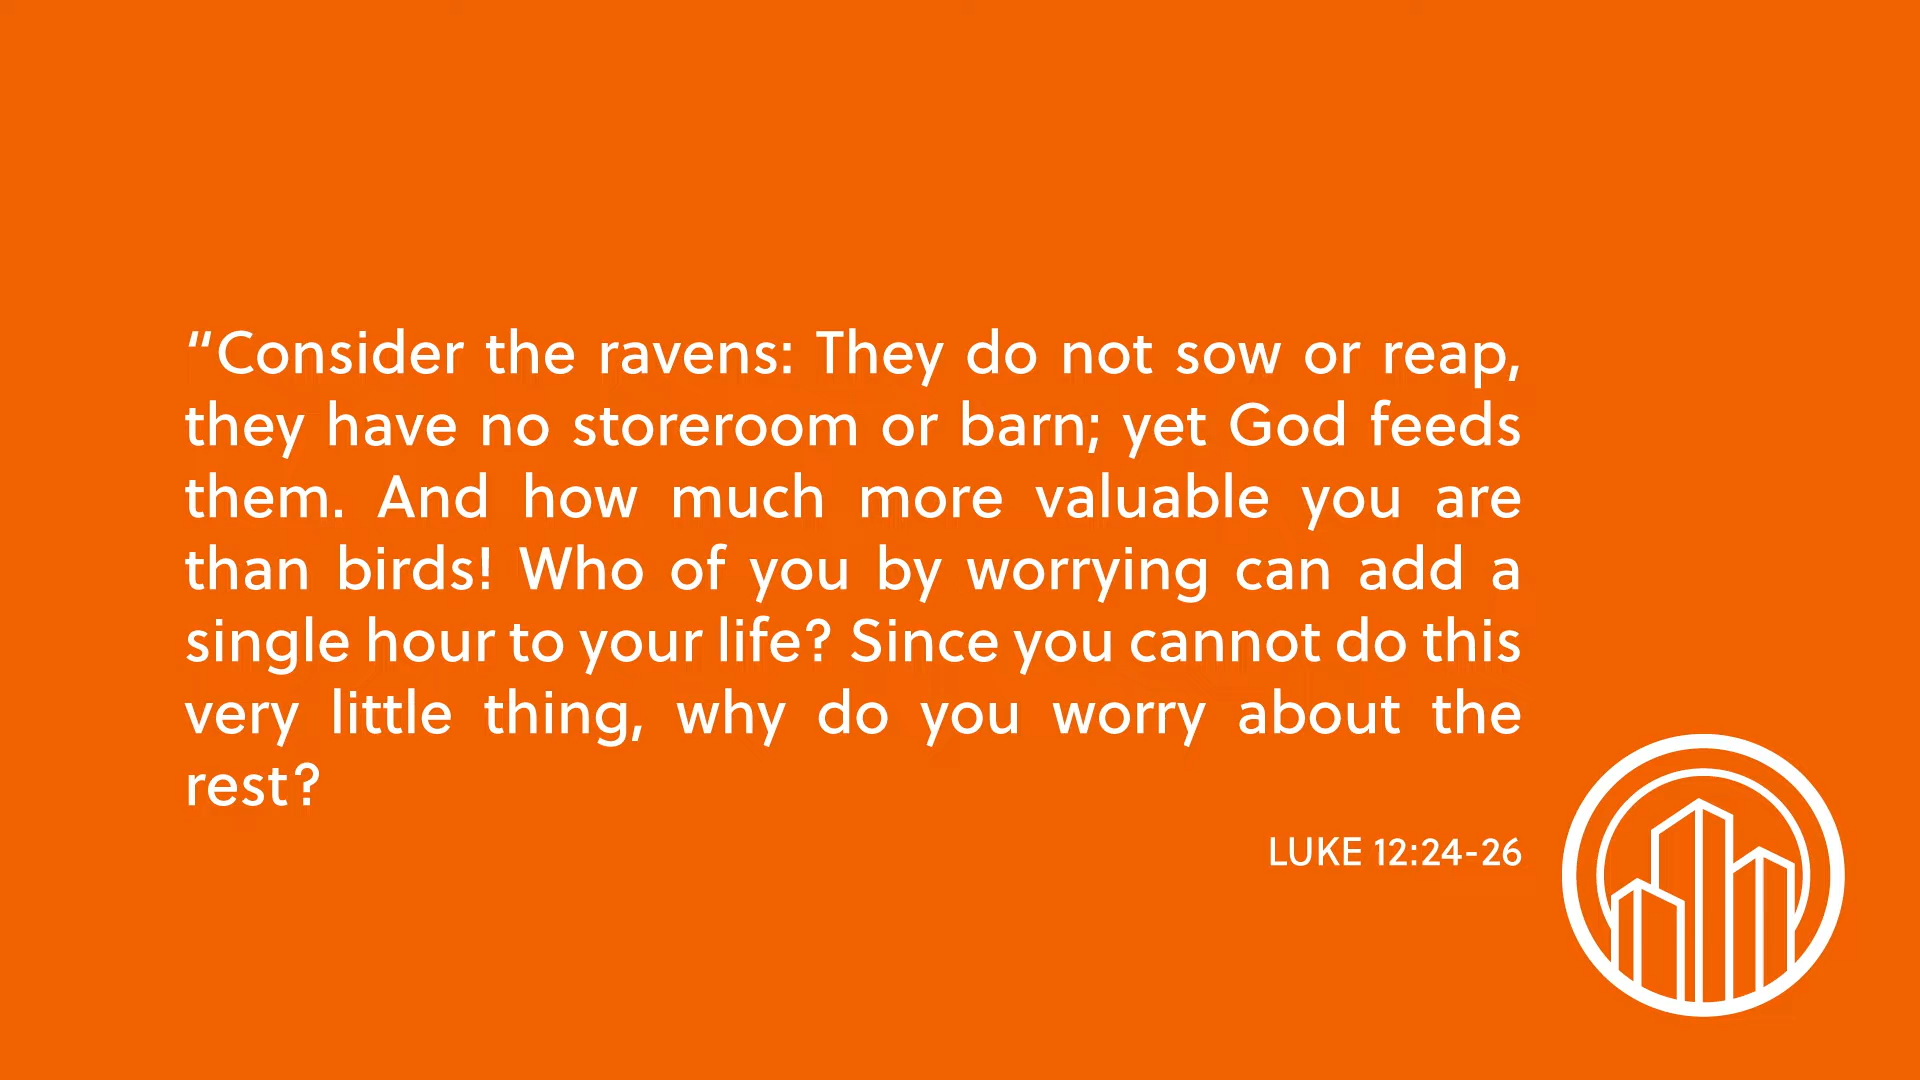 “Consider the ravens: They do not sow or reap,
they have no storeroom or barn; yet God feeds
them. And how much more valuable you are
than birds! Who of you by worrying can add a
single hour to your life? Since you cannot do this
very little thing, why do you worry about the
rest?
LUKE 12:24-26